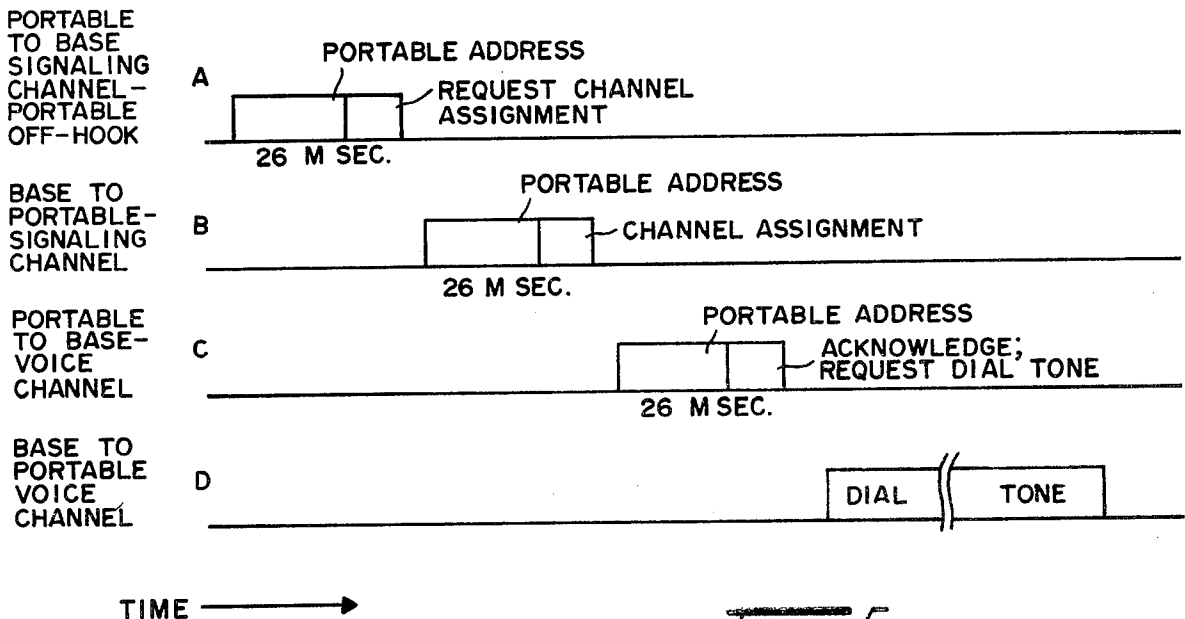 PORTABLE
TO BASE
SIGNALING
CHANNEL-
PORTABLE
OFF-HOOK
A
PORTABLE ADDRESS
REQUEST CHANNEL
ASSIGNMENT
26 M SEC.
BASE TO
PORTABLE-
SIGNALING
CHANNEL
B
PORTABLE ADDRESS
CHANNEL ASSIGNMENT
26 M SEC.
PORTABLE
TO BASE-
VOICE
CHANNEL
C
PORTABLE ADDRESS
ACKNOWLEDGE;
REQUEST DIAL TONE
26 M SEC.
BASE TO
PORTABLE
VOICE
CHANNEL
D
DIAL TONE
TIME